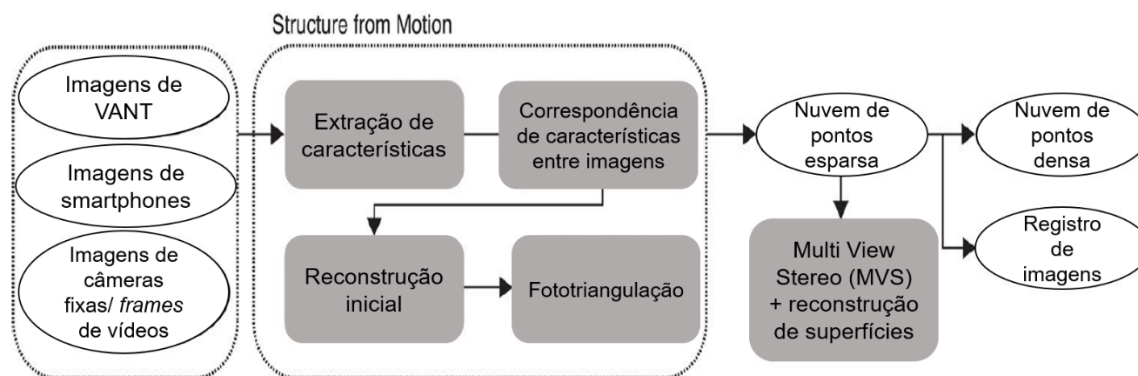 Structure from Motion
Imagens de
VANT
Imagens de
smartphones
Imagens de
câmeras
fixas/ frames
de vídeos
Extração de
características
Correspondência
de características
entre imagens
Reconstrução
inicial
Fototriangulação
Nuvem de
pontos
esparsa
Multi View
Stereo (MVS)
+ reconstrução
de superfícies
Nuvem de
pontos
densa
Registro
de
imagens